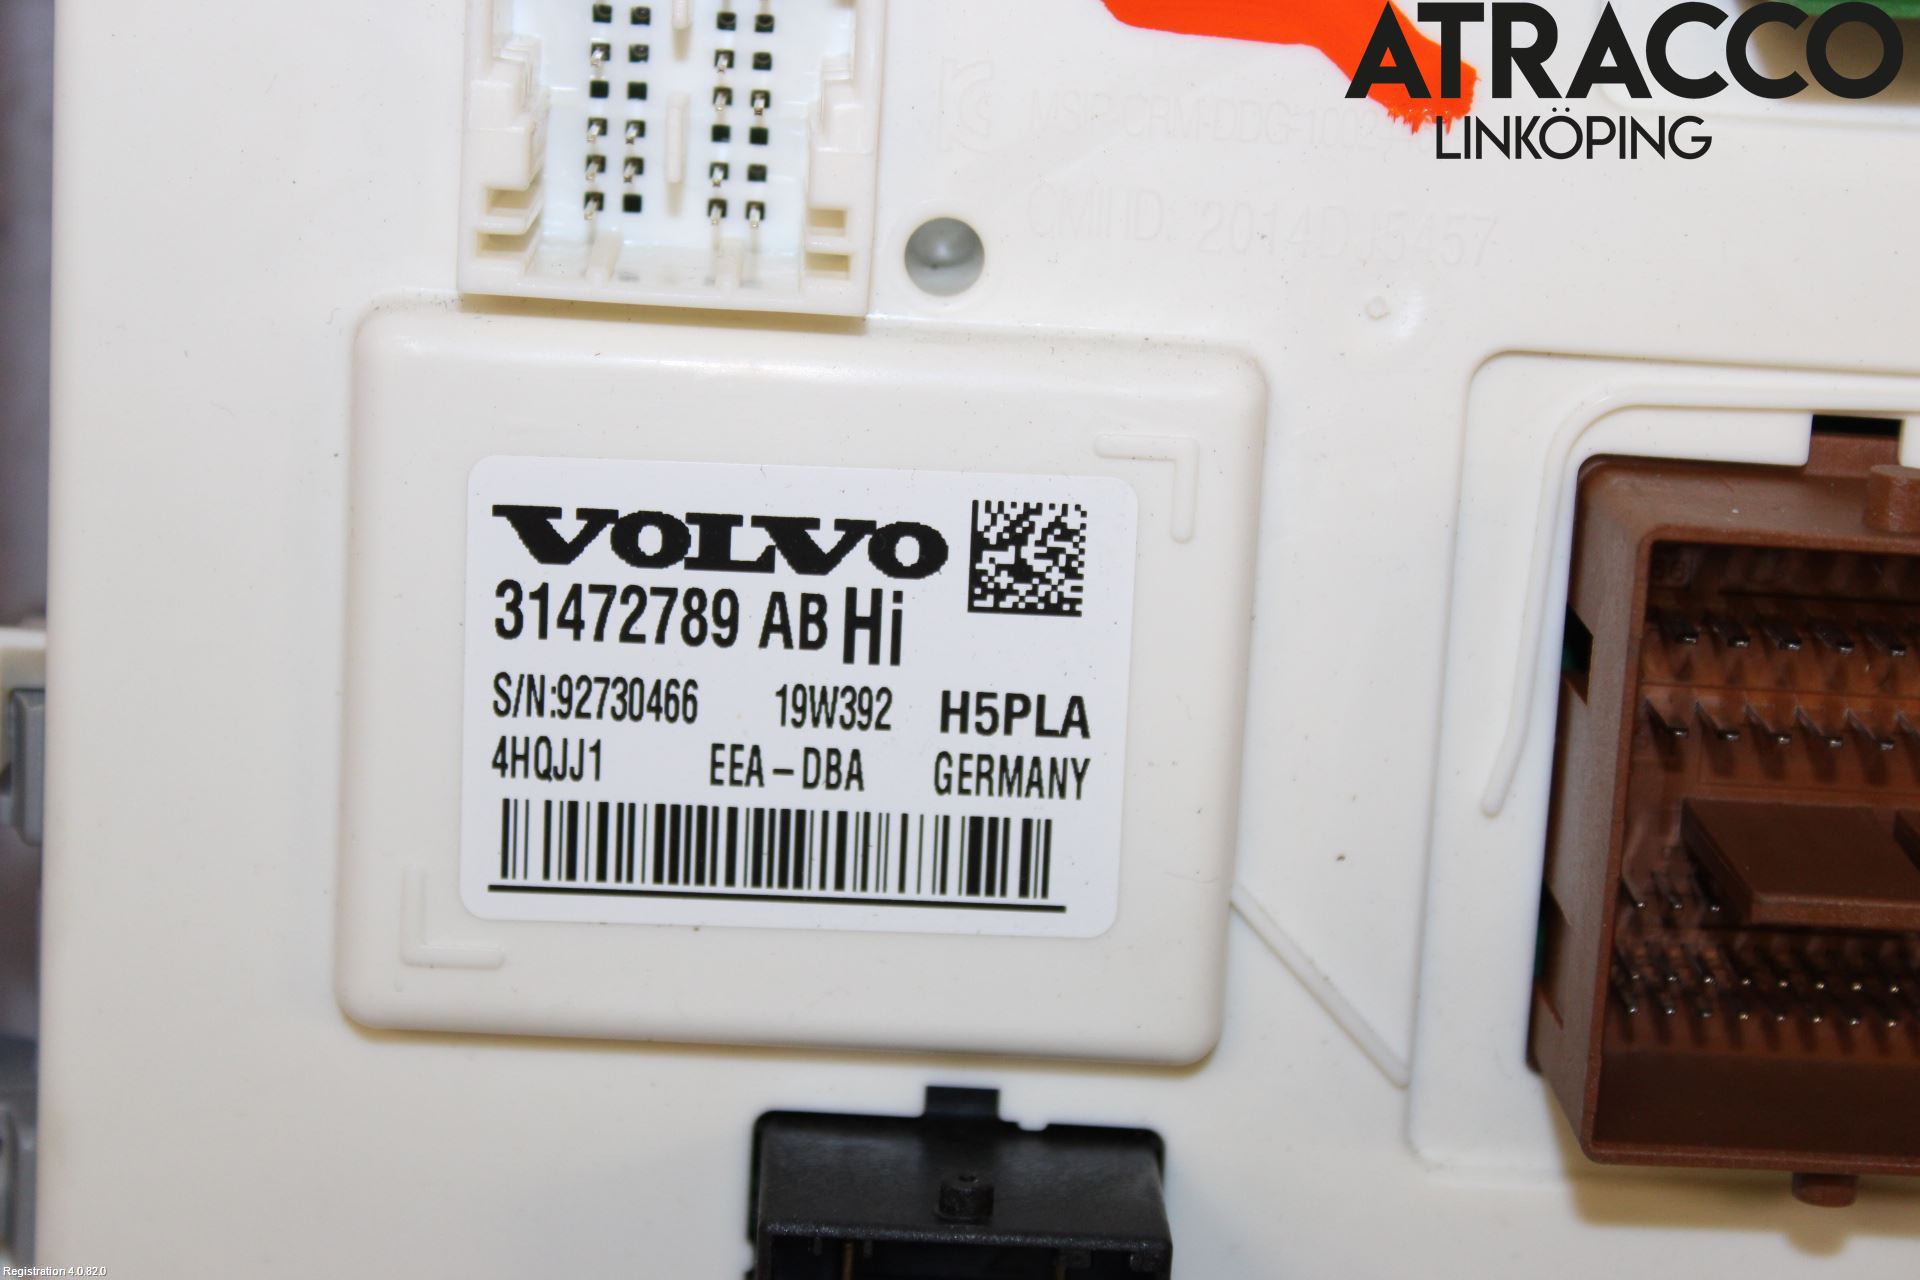 ATRACCO
LINKÖPING
CMII ID: 2014DJ5457
VOLVO
31472789 AB Hi
S/N:92730466 19W392 H5PLA
4HQJJ1 EEA-DBA GERMANY
Registration 4.0.82.0